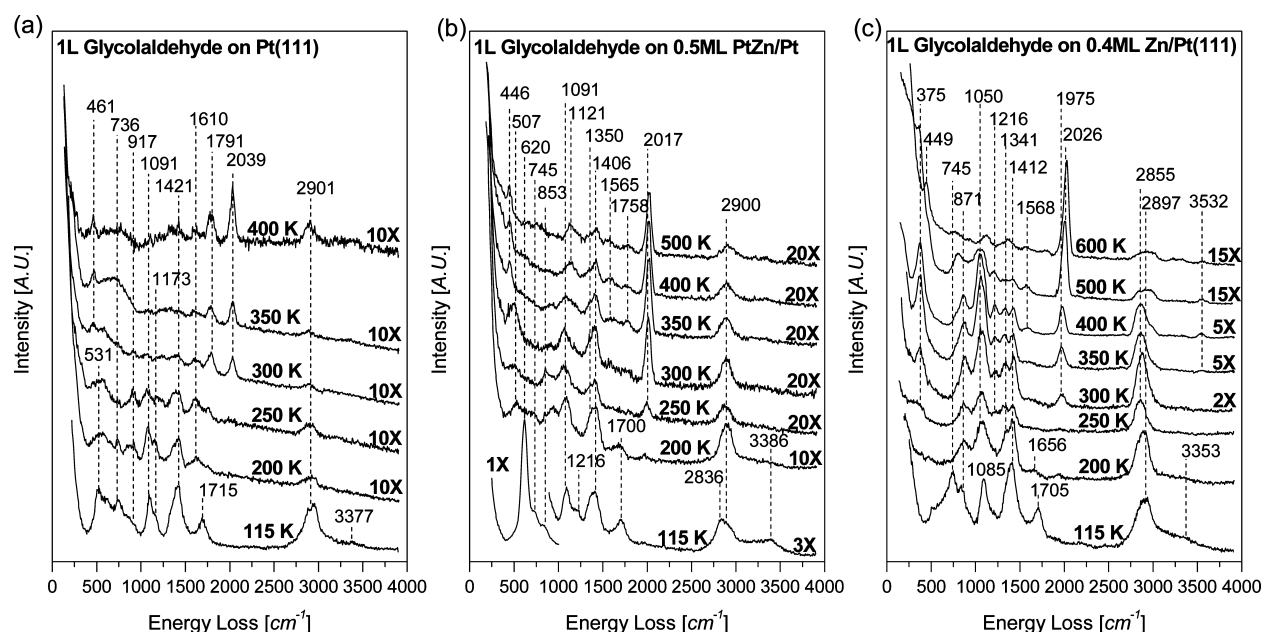 (a)
1L Glycolaldehyde on Pt(111)
461
736
917
1091
1421
1610
1791
2039
2901
400 K
10X
1173
350 K
10X
531
300 K
10X
250 K
10X
200 K
10X
1715
3377
115 K
Intensity [A.U.]
0 500 1000 1500 2000 2500 3000 3500 4000
Energy Loss [cm-1]
(b)
1L Glycolaldehyde on 0.5ML PtZn/Pt
446
507
620
745
853
1091
1121
1350
1406
1565
1758
2017
2900
500 K
20X
400 K
20X
350 K
20X
300 K
20X
250 K
20X
1700
200 K
10X
1X
1216
2836
3386
115 K
3X
Intensity [A.U.]
0 500 1000 1500 2000 2500 3000 3500 4000
Energy Loss [cm-1]
(c)
1L Glycolaldehyde on 0.4ML Zn/Pt(111)
375
449
745
871
1050
1216
1341
1412
1568
1975
2026
2855
2897
3532
600 K
15X
500 K
15X
400 K
5X
350 K
5X
300 K
2X
250 K
1656
200 K
3353
1085
1705
115 K
Intensity [A.U.]
0 500 1000 1500 2000 2500 3000 3500 4000
Energy Loss [cm-1]